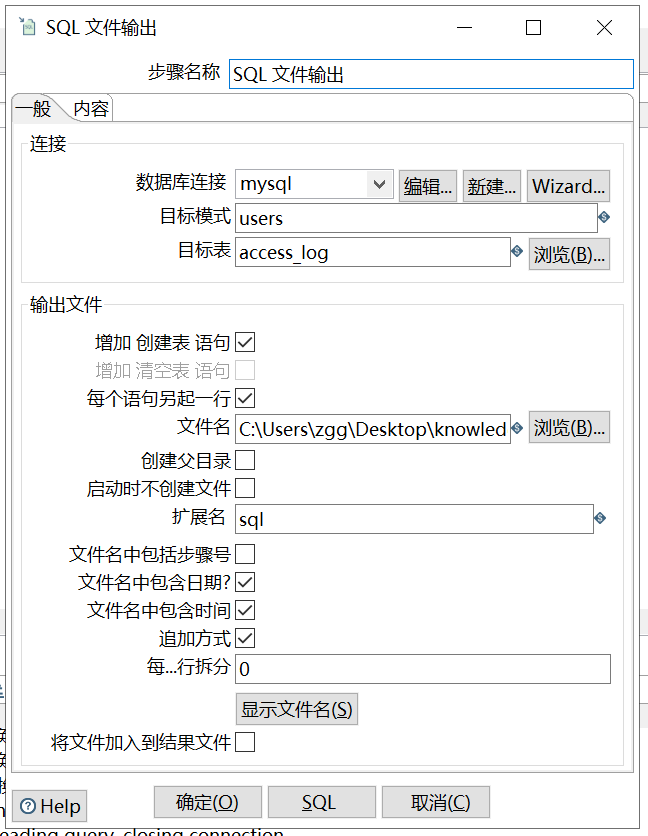 SQL 文件输出
步骤名称 SQL 文件输出
一般 内容
连接
数据库连接 mysql 编辑... 新建... Wizard...
目标模式 users
目标表 access_log 浏览(B)...
输出文件
增加 创建表 语句
增加 清空表 语句
每个语句另起一行
文件名 C:\Users\zgg\Desktop\knowled 浏览(B)...
创建父目录
启动时不创建文件
扩展名 sql
文件名中包括步骤号
文件名中包含日期?
文件名中包含时间
追加方式
每...行拆分 0
显示文件名(S)
将文件加入到结果文件
Help 确定(O) SQL 取消(C)
eading query, closing connection